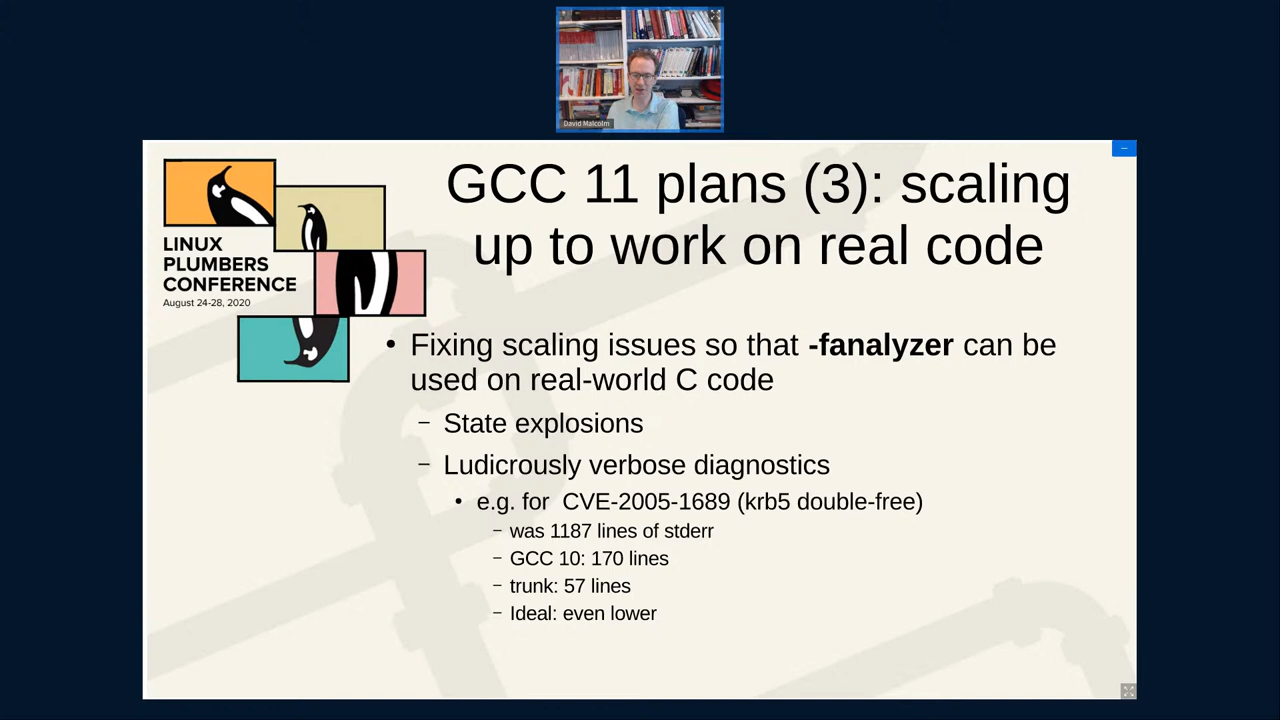 David Malcolm
LINUX
PLUMBERS
CONFERENCE
August 24-28, 2020
GCC 11 plans (3): scaling
up to work on real code
• Fixing scaling issues so that -fanalyzer can be
used on real-world C code
– State explosions
– Ludicrously verbose diagnostics
• e.g. for CVE-2005-1689 (krb5 double-free)
– was 1187 lines of stderr
– GCC 10: 170 lines
– trunk: 57 lines
– Ideal: even lower